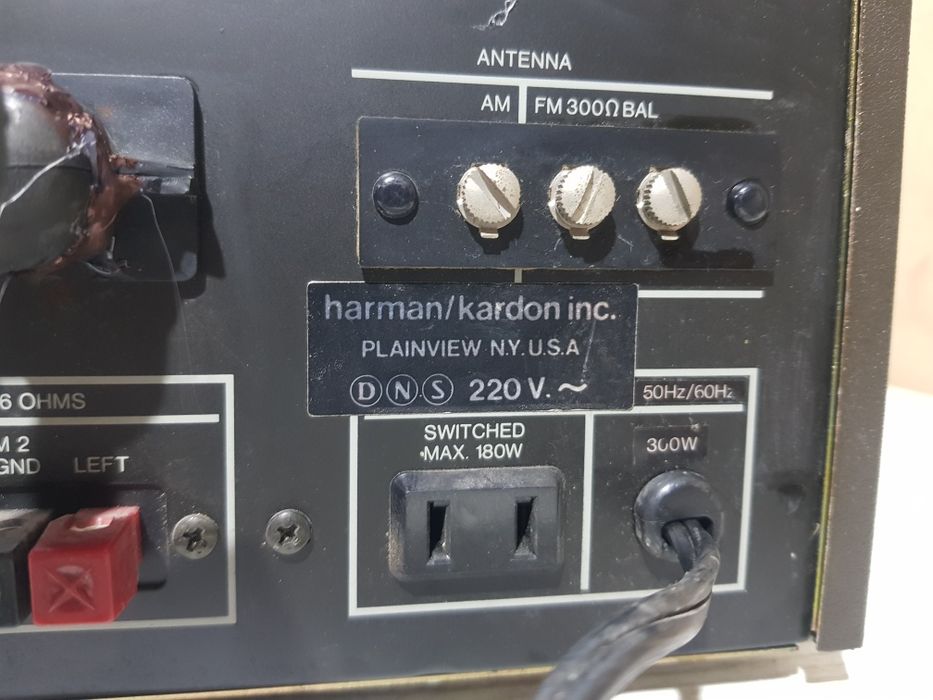 ANTENNA
AM FM 300Ω BAL
harman/kardon inc.
PLAINVIEW N.Y. U.S.A
D N S 220 V. ~
50Hz/60Hz
6 OHMS
SWITCHED
MAX. 180W
300W
M 2
GND LEFT